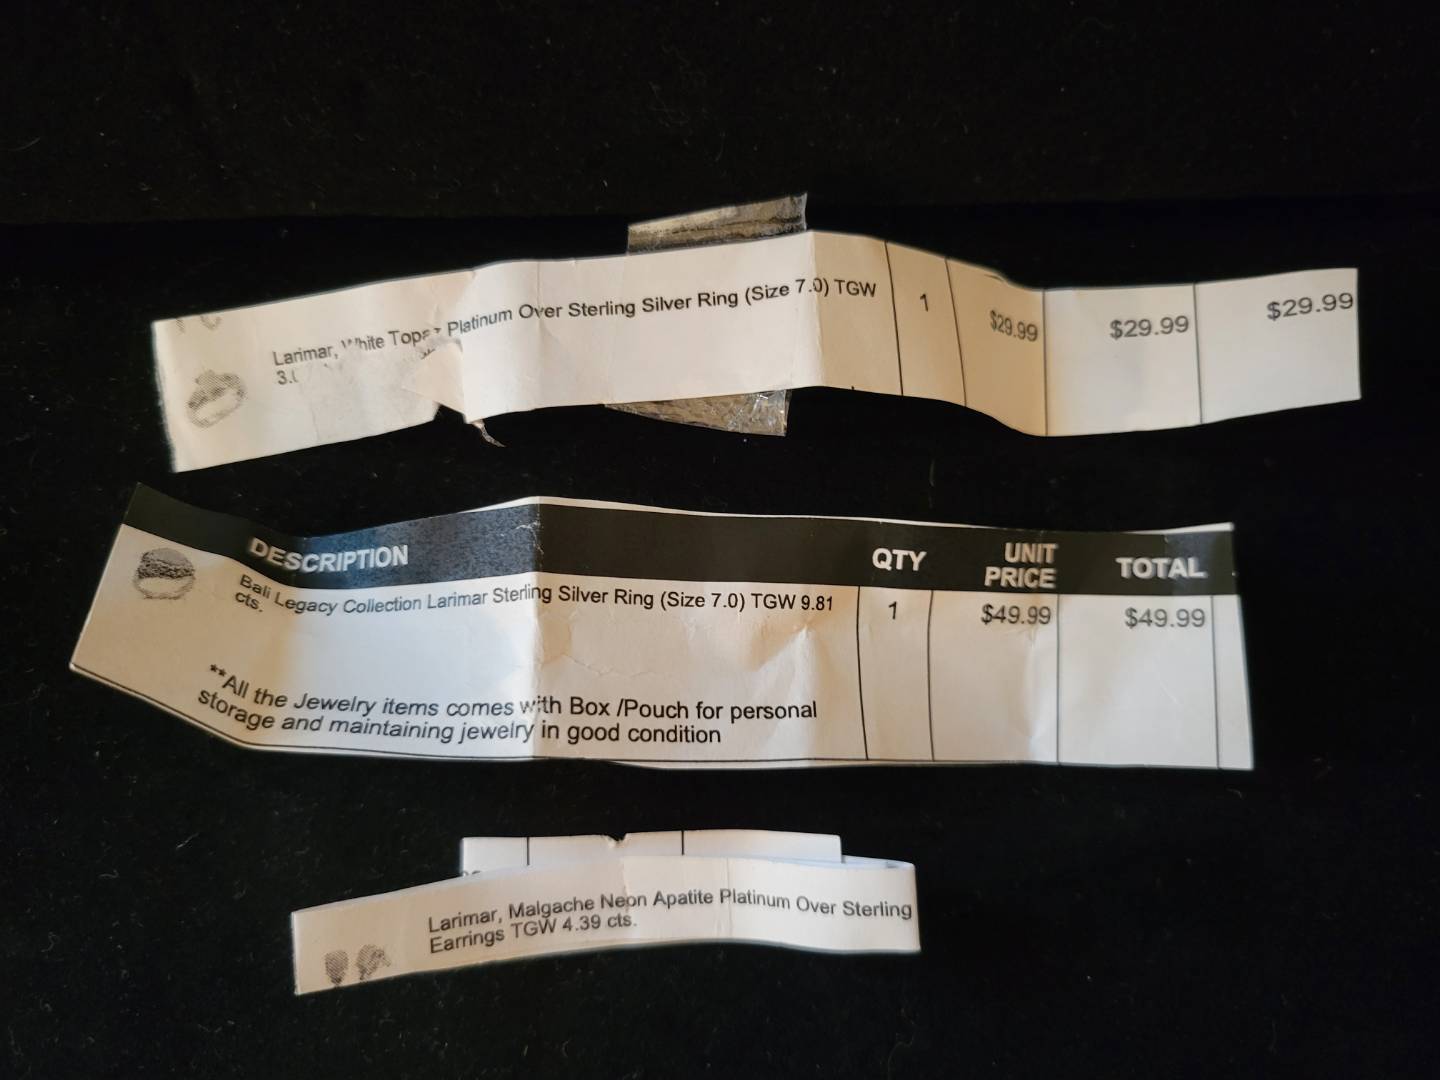 Larimar, White Topaz Platinum Over Sterling Silver Ring (Size 7.0) TGW 1 $29.99 $29.99 $29.99
DESCRIPTION QTY UNIT PRICE TOTAL
Bali Legacy Collection Larimar Sterling Silver Ring (Size 7.0) TGW 9.81 1 $49.99 $49.99
cts.
**All the Jewelry items comes with Box /Pouch for personal
storage and maintaining jewelry in good condition
Larimar, Malgache Neon Apatite Platinum Over Sterling
Earrings TGW 4.39 cts.